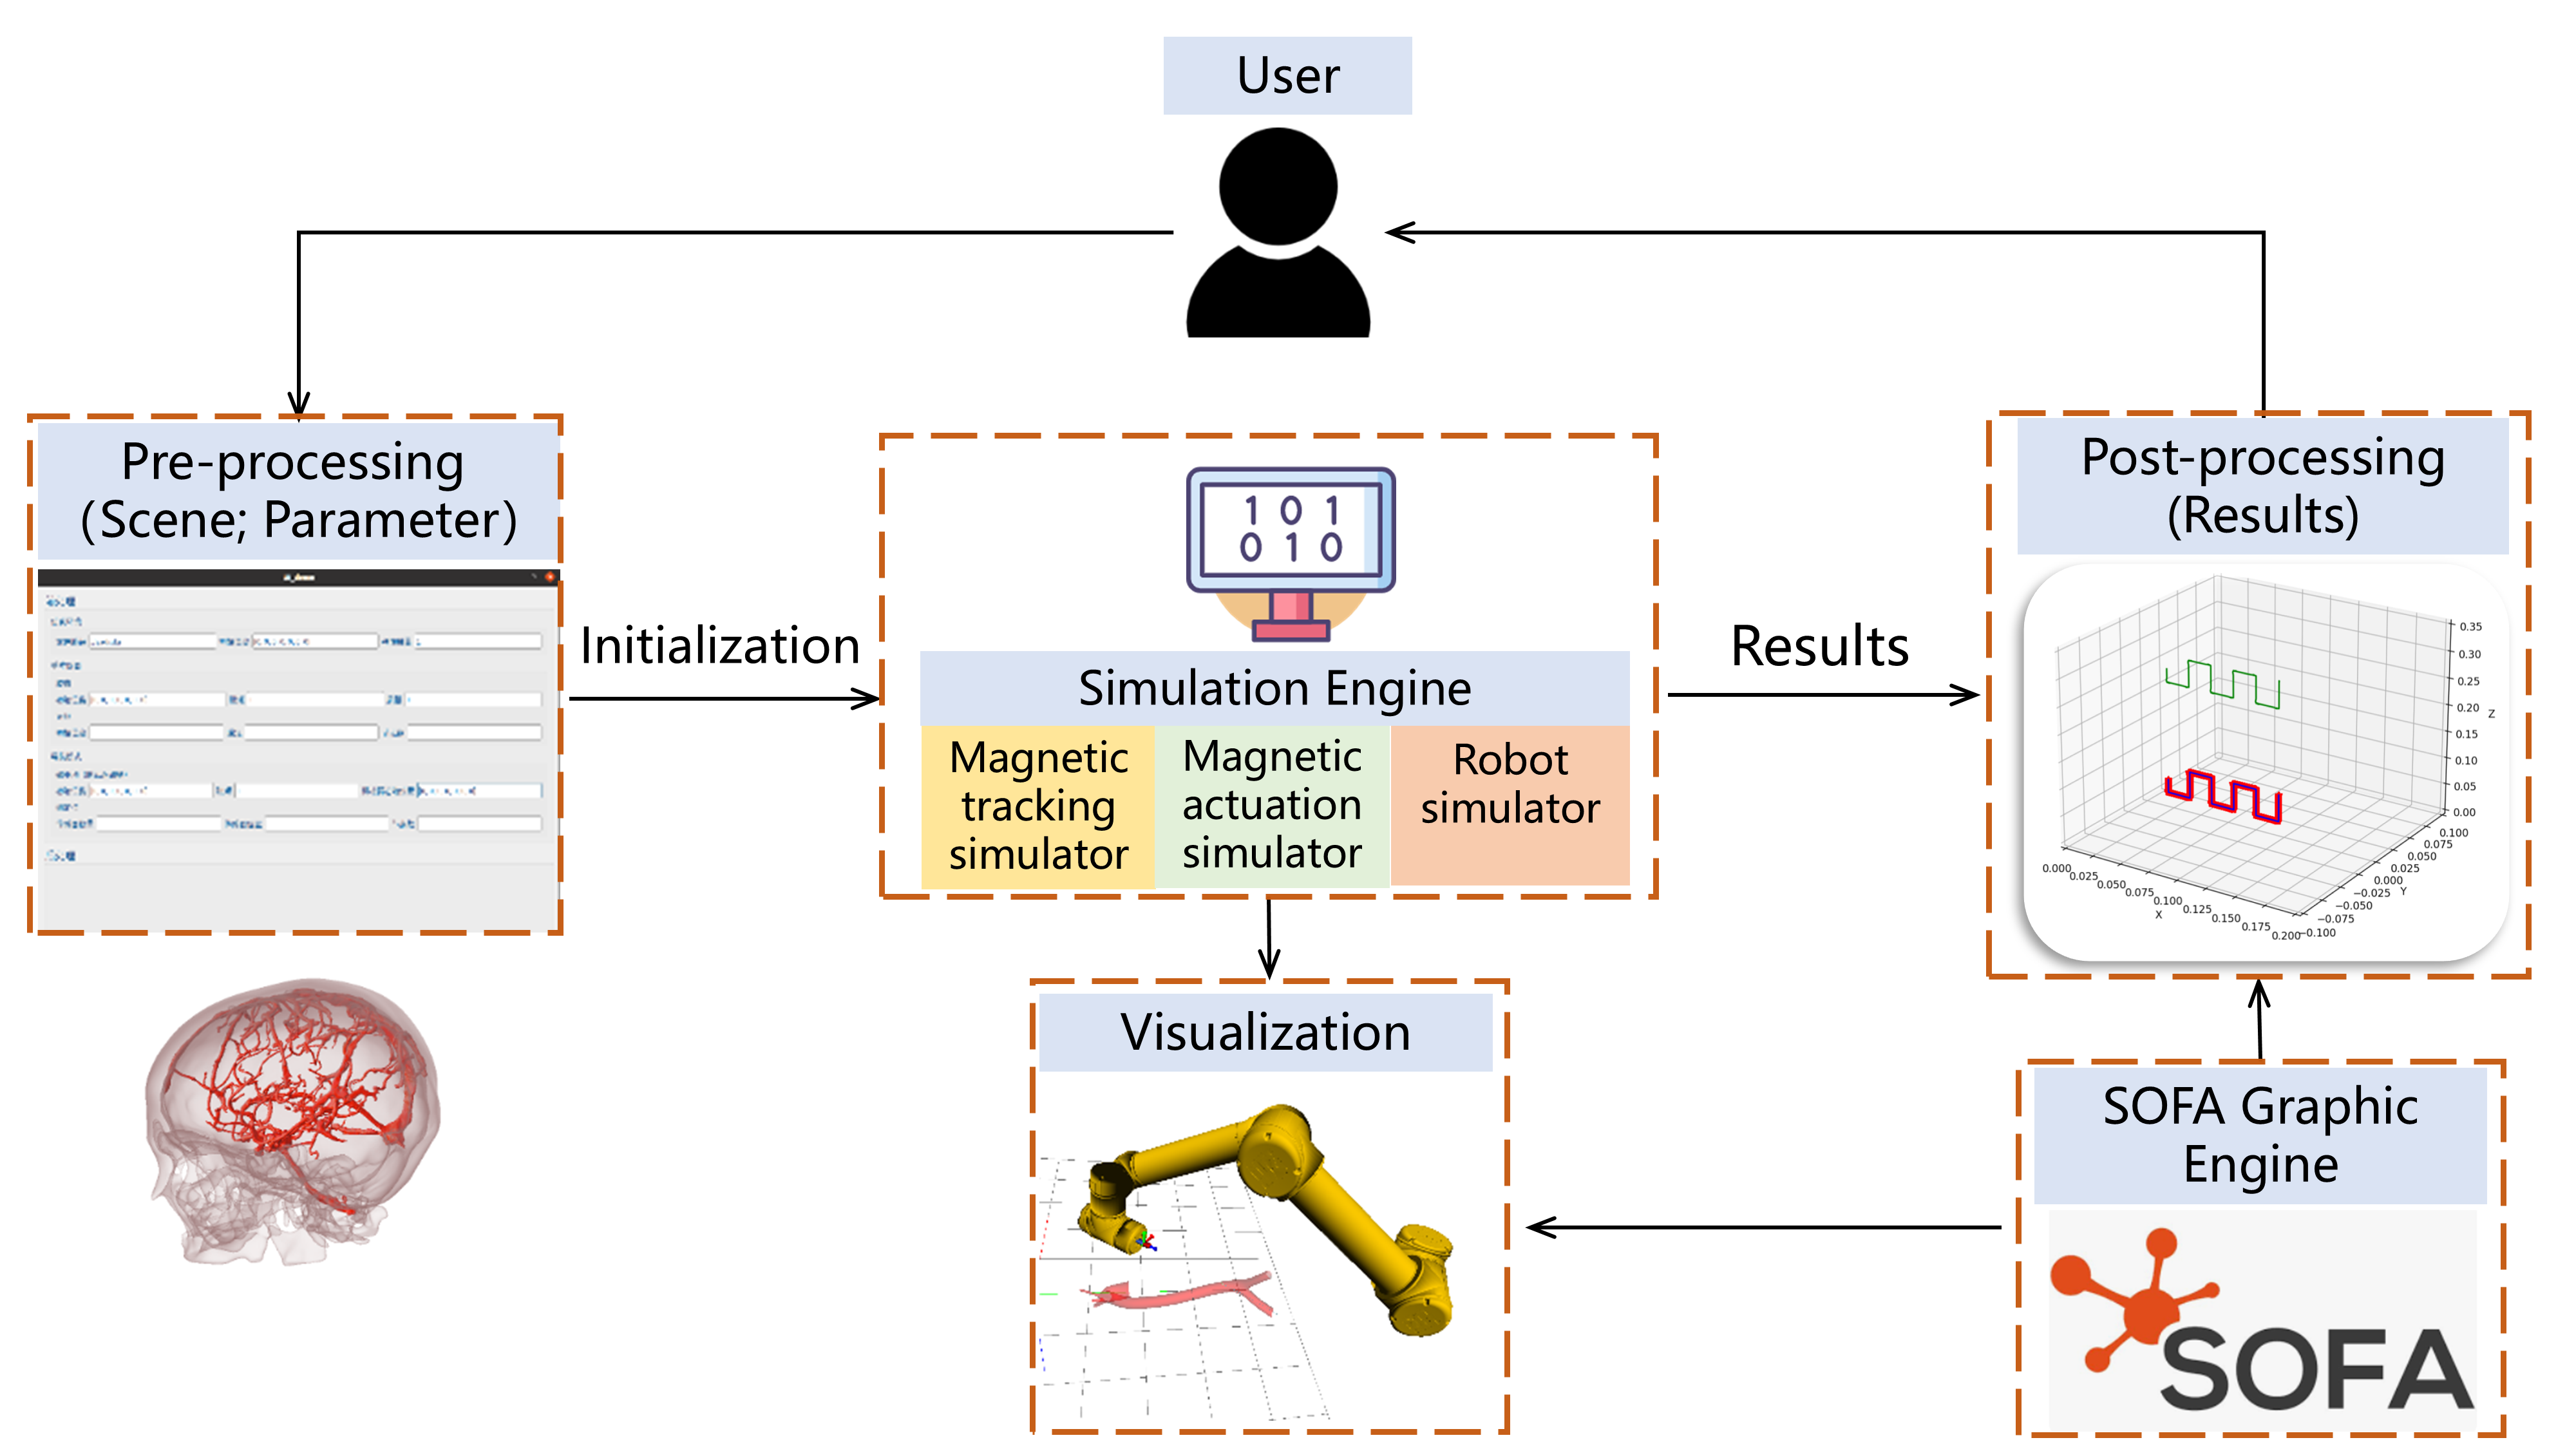 User
Pre-processing
(Scene; Parameter)
Initialization
1 0 1
0 1 0
Simulation Engine
Magnetic
tracking
simulator
Magnetic
actuation
simulator
Robot
simulator
Results
Post-processing
(Results)
0.35
0.30
0.25
0.20
Z
0.15
0.10
0.05
0.00
0.100
0.075
0.050
0.025
0.000
Y
−0.025
−0.050
−0.075
−0.100
0.000
0.025
0.050
0.075
0.100
X
0.125
0.150
0.175
0.200
Visualization
SOFA Graphic
Engine
SOFA